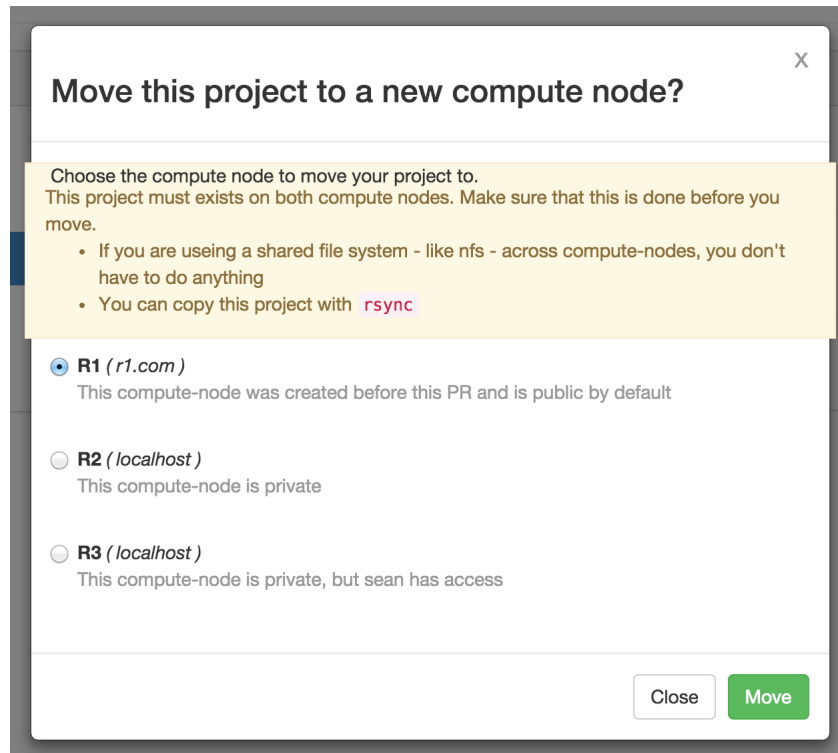 X
Move this project to a new compute node?
Choose the compute node to move your project to.
This project must exists on both compute nodes. Make sure that this is done before you
move.
• If you are useing a shared file system - like nfs - across compute-nodes, you don't
have to do anything
• You can copy this project with rsync
R1 ( r1.com )
This compute-node was created before this PR and is public by default
R2 ( localhost )
This compute-node is private
R3 ( localhost )
This compute-node is private, but sean has access
Close Move